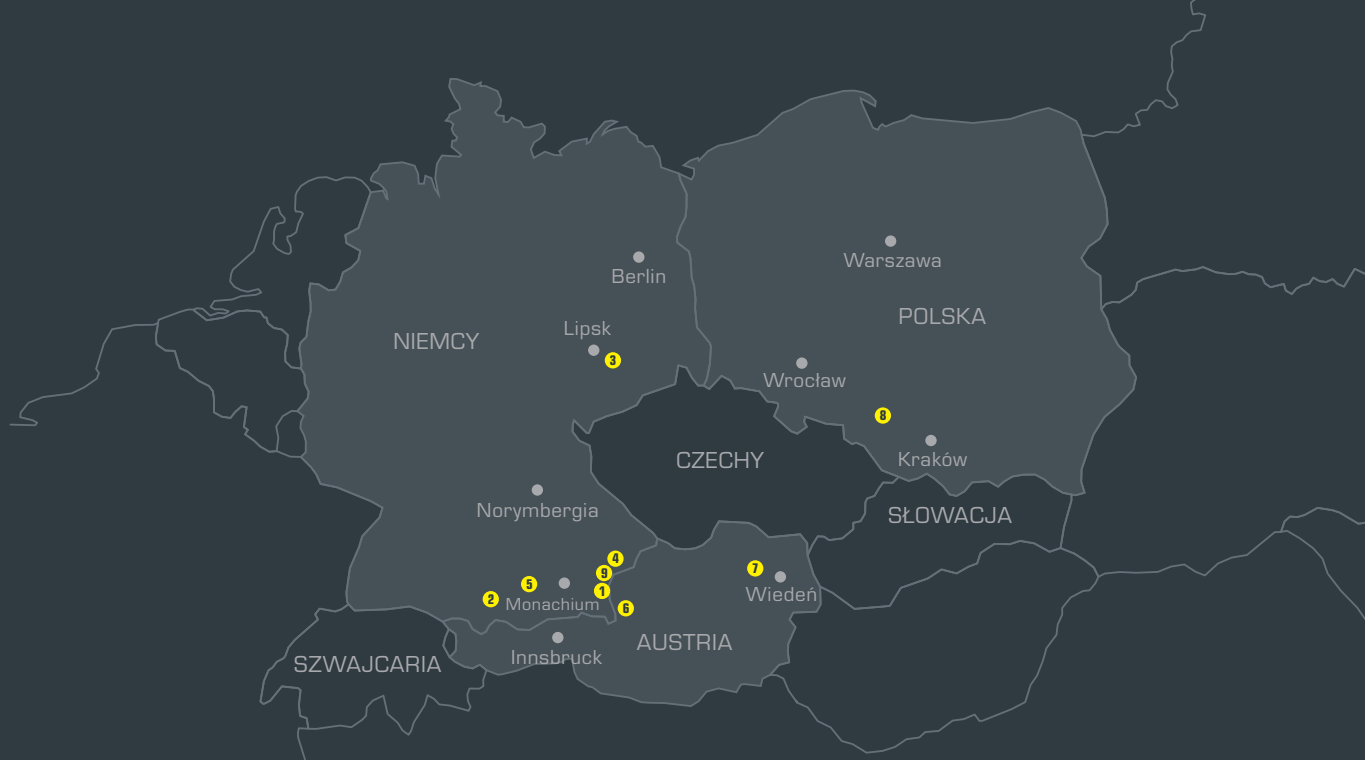 Warszawa
Berlin
POLSKA
Lipsk
NIEMCY
3
Wrocław
8
CZECHY
Kraków
Norymbergia
SŁOWACJA
4
7
9
5
1
2
Monachium
Wiedeń
6
AUSTRIA
Innsbruck
SZWAJCARIA